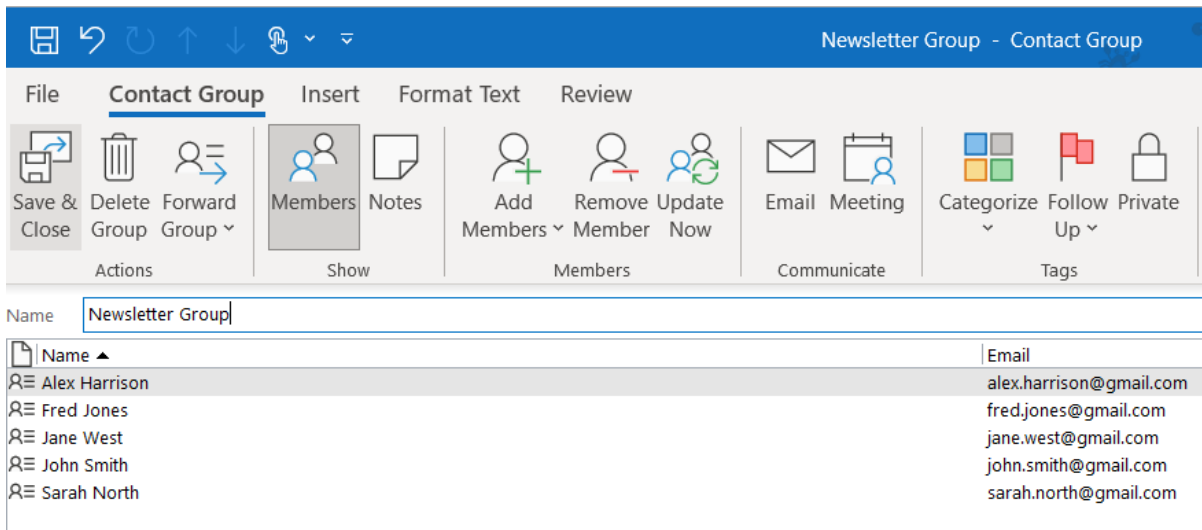 Newsletter Group - Contact Group
File Contact Group Insert Format Text Review
Save & Close
Delete Group
Forward Group
Members
Notes
Add Members
Remove Member
Update Now
Email
Meeting
Categorize
Follow Up
Private
Actions Show Members Communicate Tags
Name Newsletter Group
Name Email
Alex Harrison alex.harrison@gmail.com
Fred Jones fred.jones@gmail.com
Jane West jane.west@gmail.com
John Smith john.smith@gmail.com
Sarah North sarah.north@gmail.com